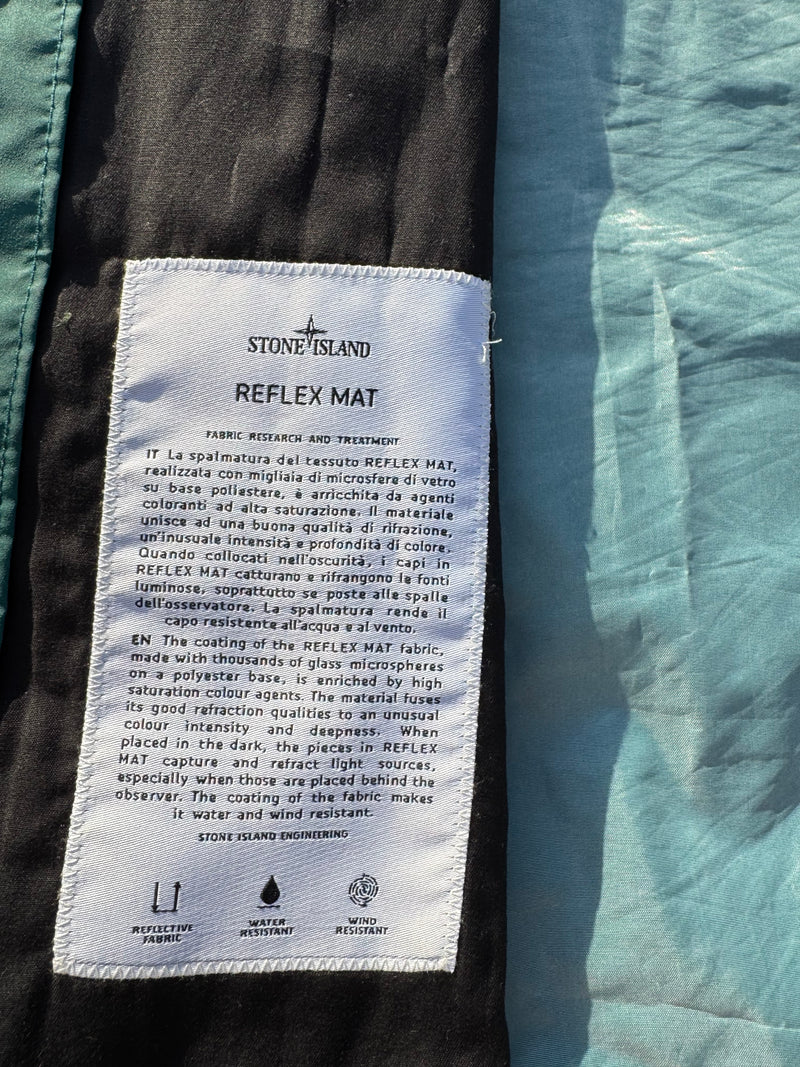 STONE ISLAND
REFLEX MAT
FABRIC RESEARCH AND TREATMENT
IT La spalmatura del tessuto REFLEX MAT,
realizzata con migliaia di microsfere di vetro
su base poliestere, è arricchita da agenti
coloranti ad alta saturazione. Il materiale
unisce ad una buona qualità di rifrazione,
un'inusuale intensità e profondità di colore.
Quando collocati nell'oscurità, i capi in
REFLEX MAT catturano e rifrangono le fonti
luminose, soprattutto se poste alle spalle
dell'osservatore. La spalmatura rende il
capo resistente all'acqua e al vento.
EN The coating of the REFLEX MAT fabric,
made with thousands of glass microspheres
on a polyester base, is enriched by high
saturation colour agents. The material fuses
its good refraction qualities to an unusual
colour intensity and deepness. When
placed in the dark, the pieces in REFLEX
MAT capture and refract light sources,
especially when those are placed behind the
observer. The coating of the fabric makes
it water and wind resistant.
STONE ISLAND ENGINEERING
REFLECTIVE
FABRIC
WATER
RESISTANT
WIND
RESISTANT